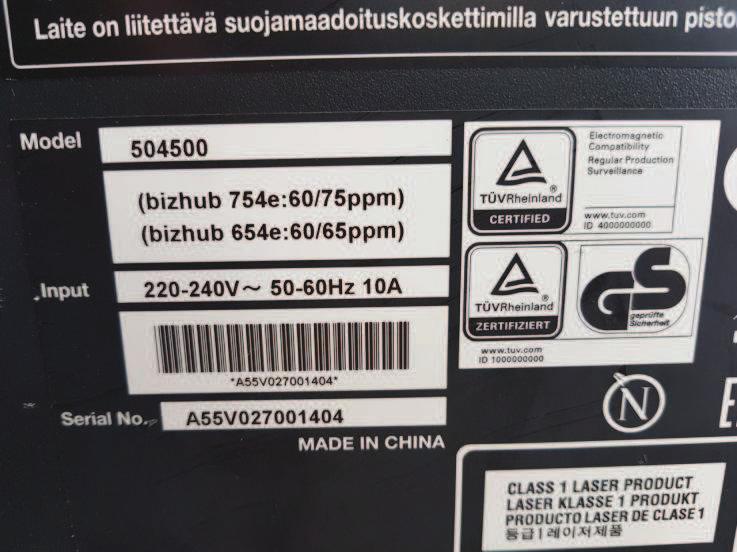 Laite on liitettävä suojamaadoituskoskettimilla varustettuun
Model
504500
(bizhub 754e:60/75ppm)
(bizhub 654e:60/65ppm)
Input
220-240V~ 50-60Hz 10A
*A55V027001404*
Serial No.
A55V027001404
MADE IN CHINA
TÜVRheinland®
CERTIFIED
Electromagnetic
Compatibility
Regular Production
Surveillance
www.tuv.com
ID 4000000000
TÜVRheinland®
ZERTIFIZIERT
GS
geprüfte
Sicherheit
www.tuv.com
ID 1000000000
N
CLASS 1 LASER PRODUCT
LASER KLASSE 1 PRODUKT
PRODUCTO LASER DE CLASE 1
등급 | 레이저제품